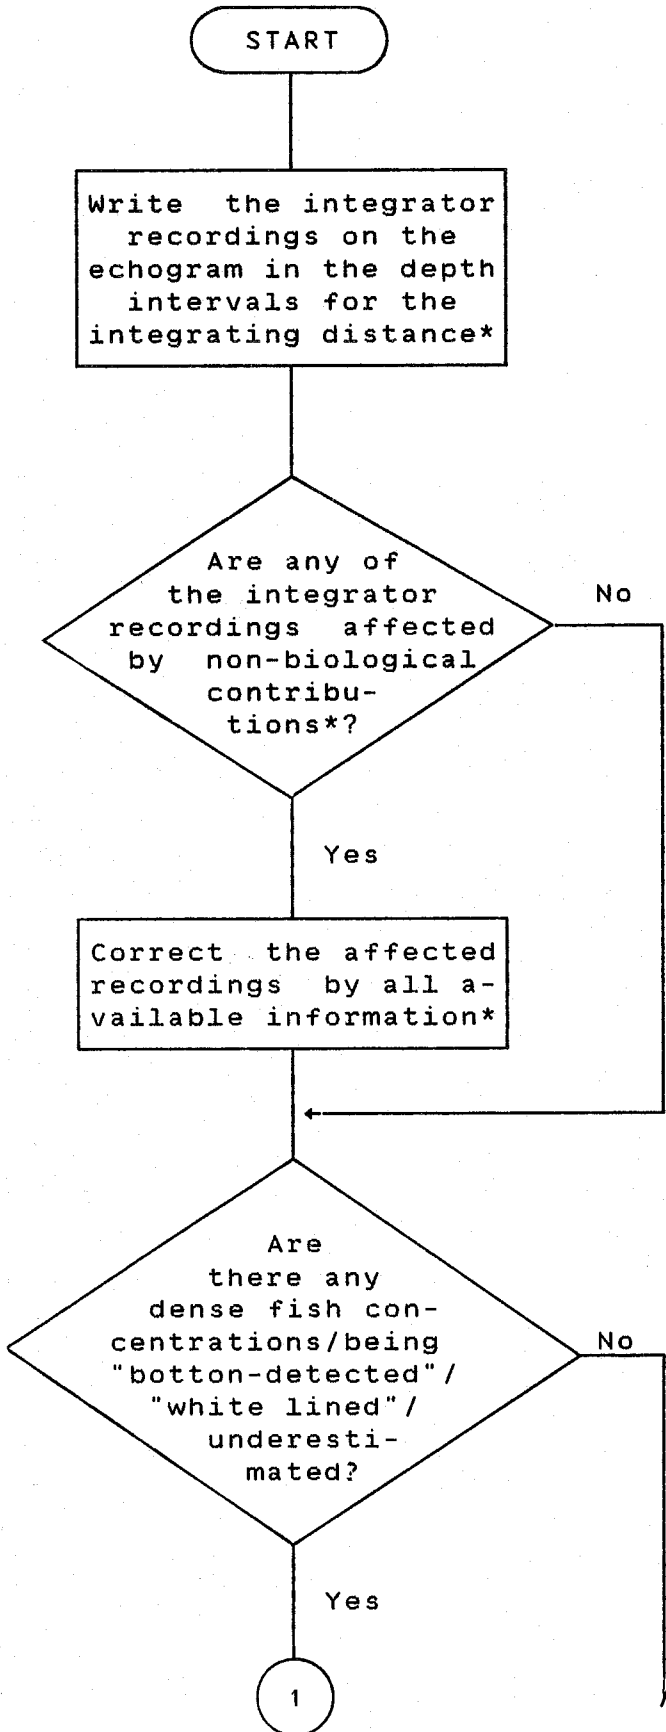 START
Write the integrator
recordings on the
echogram in the depth
intervals for the
integrating distance*
Are any of
the integrator
recordings affected
by non-biological
contribu-
tions*?
No
Yes
Correct the affected
recordings by all a-
vailable information*
Are
there any
dense fish con-
centrations/being
"botton-detected"/
"white lined"/
underesti-
mated?
No
Yes
1